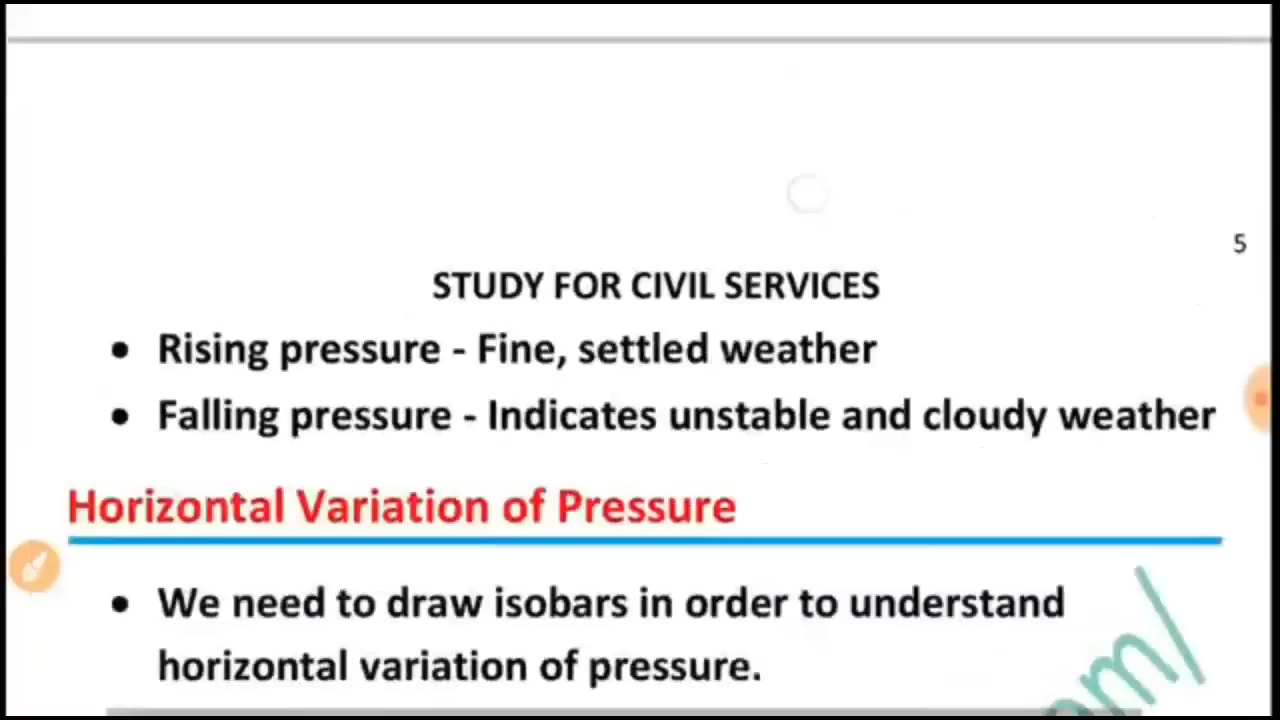 5
STUDY FOR CIVIL SERVICES
• Rising pressure - Fine, settled weather
• Falling pressure - Indicates unstable and cloudy weather
Horizontal Variation of Pressure
• We need to draw isobars in order to understand
horizontal variation of pressure.